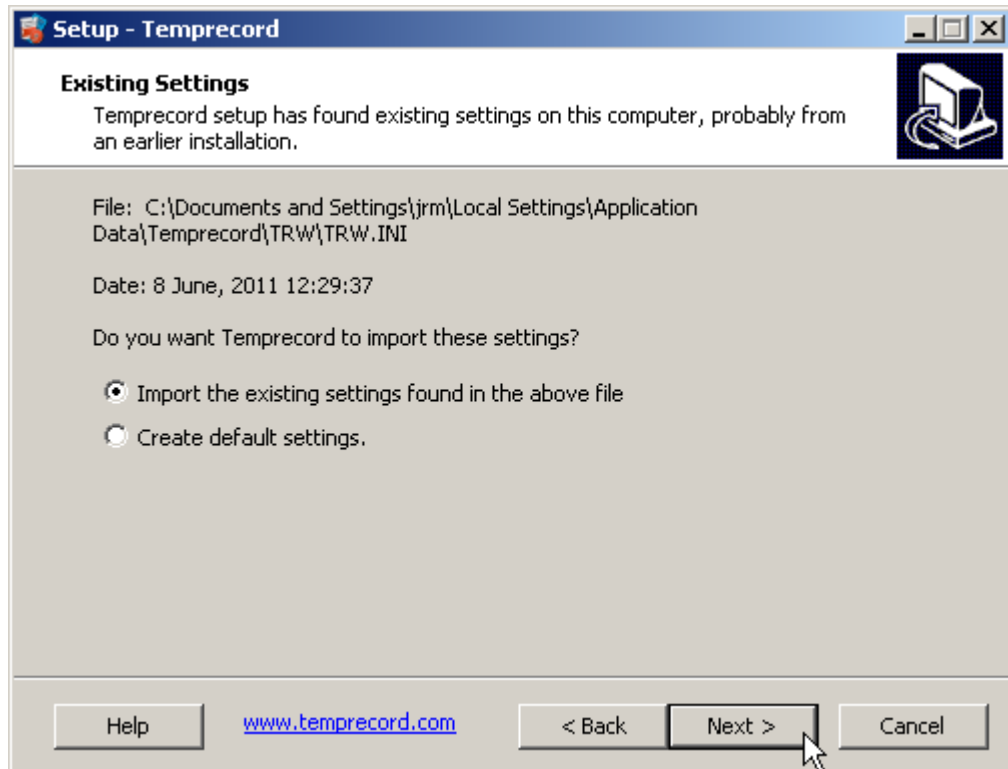 Setup - Temprecord
Existing Settings
Temprecord setup has found existing settings on this computer, probably from
an earlier installation.
File:  C:\Documents and Settings\jrm\Local Settings\Application
Data\Temprecord\TRW\TRW.INI
Date: 8 June, 2011 12:29:37
Do you want Temprecord to import these settings?
Import the existing settings found in the above file
Create default settings.
Help
www.temprecord.com
< Back
Next >
Cancel